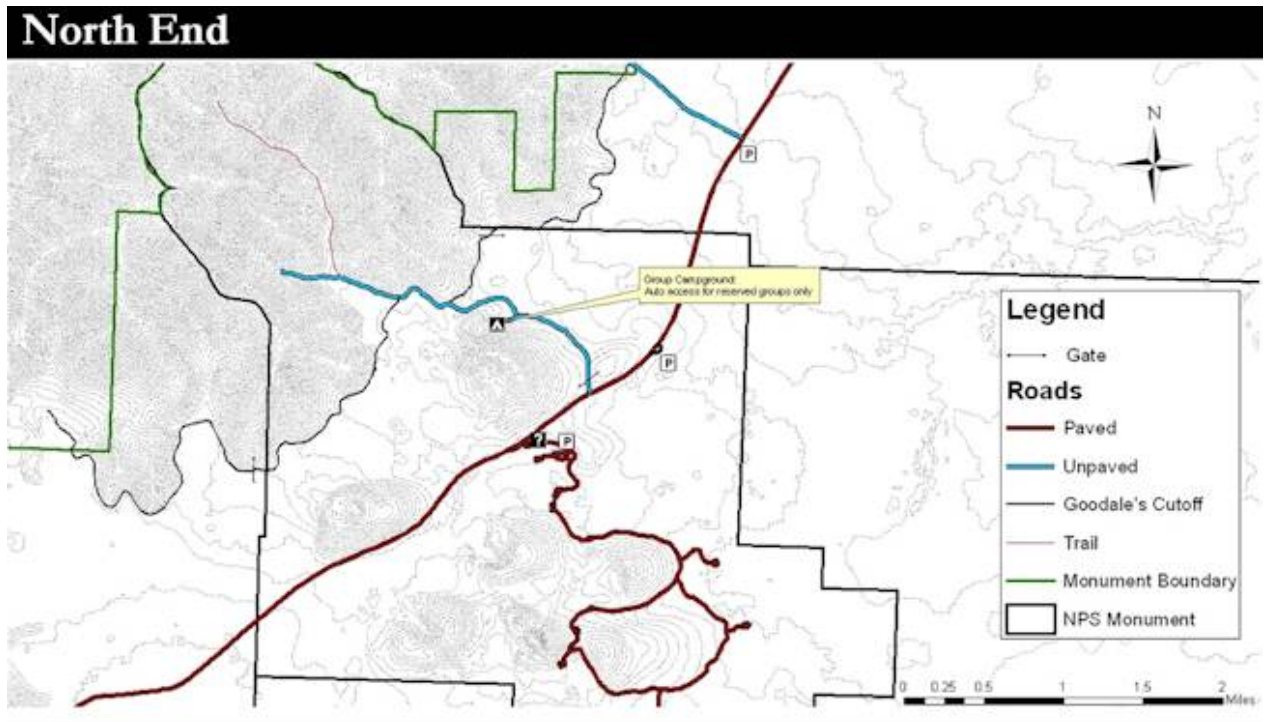 North End
P
N
Group Campground:
Auto access for reserved groups only
P
? P
Legend
Gate
Roads
Paved
Unpaved
Goodale's Cutoff
Trail
Monument Boundary
NPS Monument
0 0.25 0.5 1 1.5 2
Miles